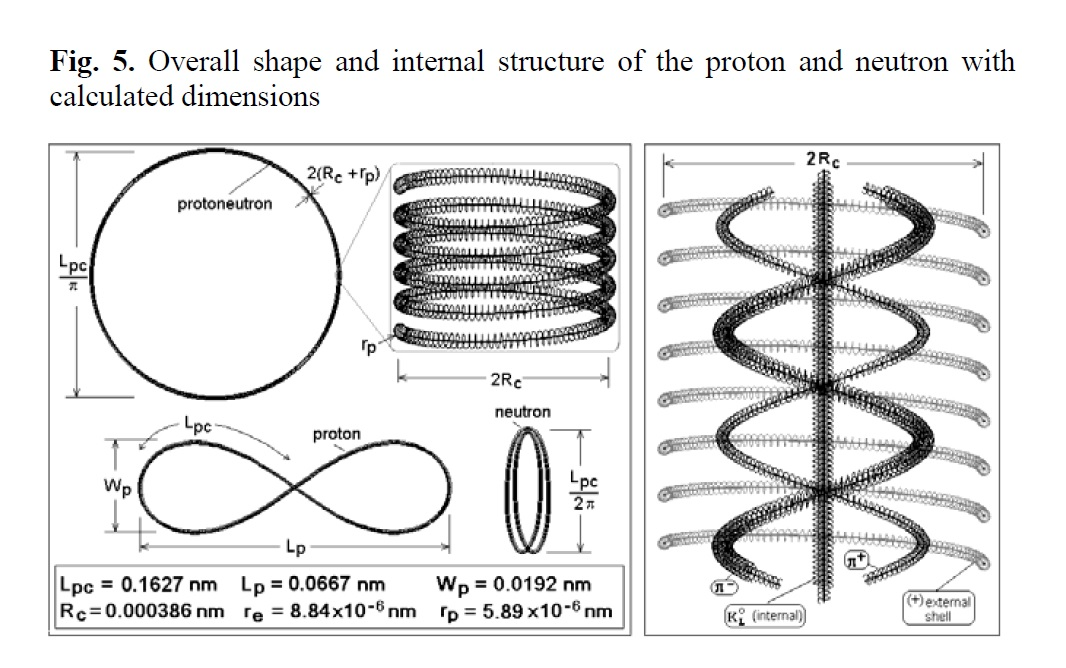 Fig. 5. Overall shape and internal structure of the proton and neutron with
calculated dimensions
2(Rc +rp)
protoneutron
Lpc
π
rp
2Rc
Lpc
proton
Wp
Lp
neutron
Lpc
2π
Lpc = 0.1627 nm Lp = 0.0667 nm Wp = 0.0192 nm
Rc=0.000386 nm re = 8.84x10-6 nm rp = 5.89 x10-6 nm
2Rc
π-
π+
K°L (internal)
(+) external
shell